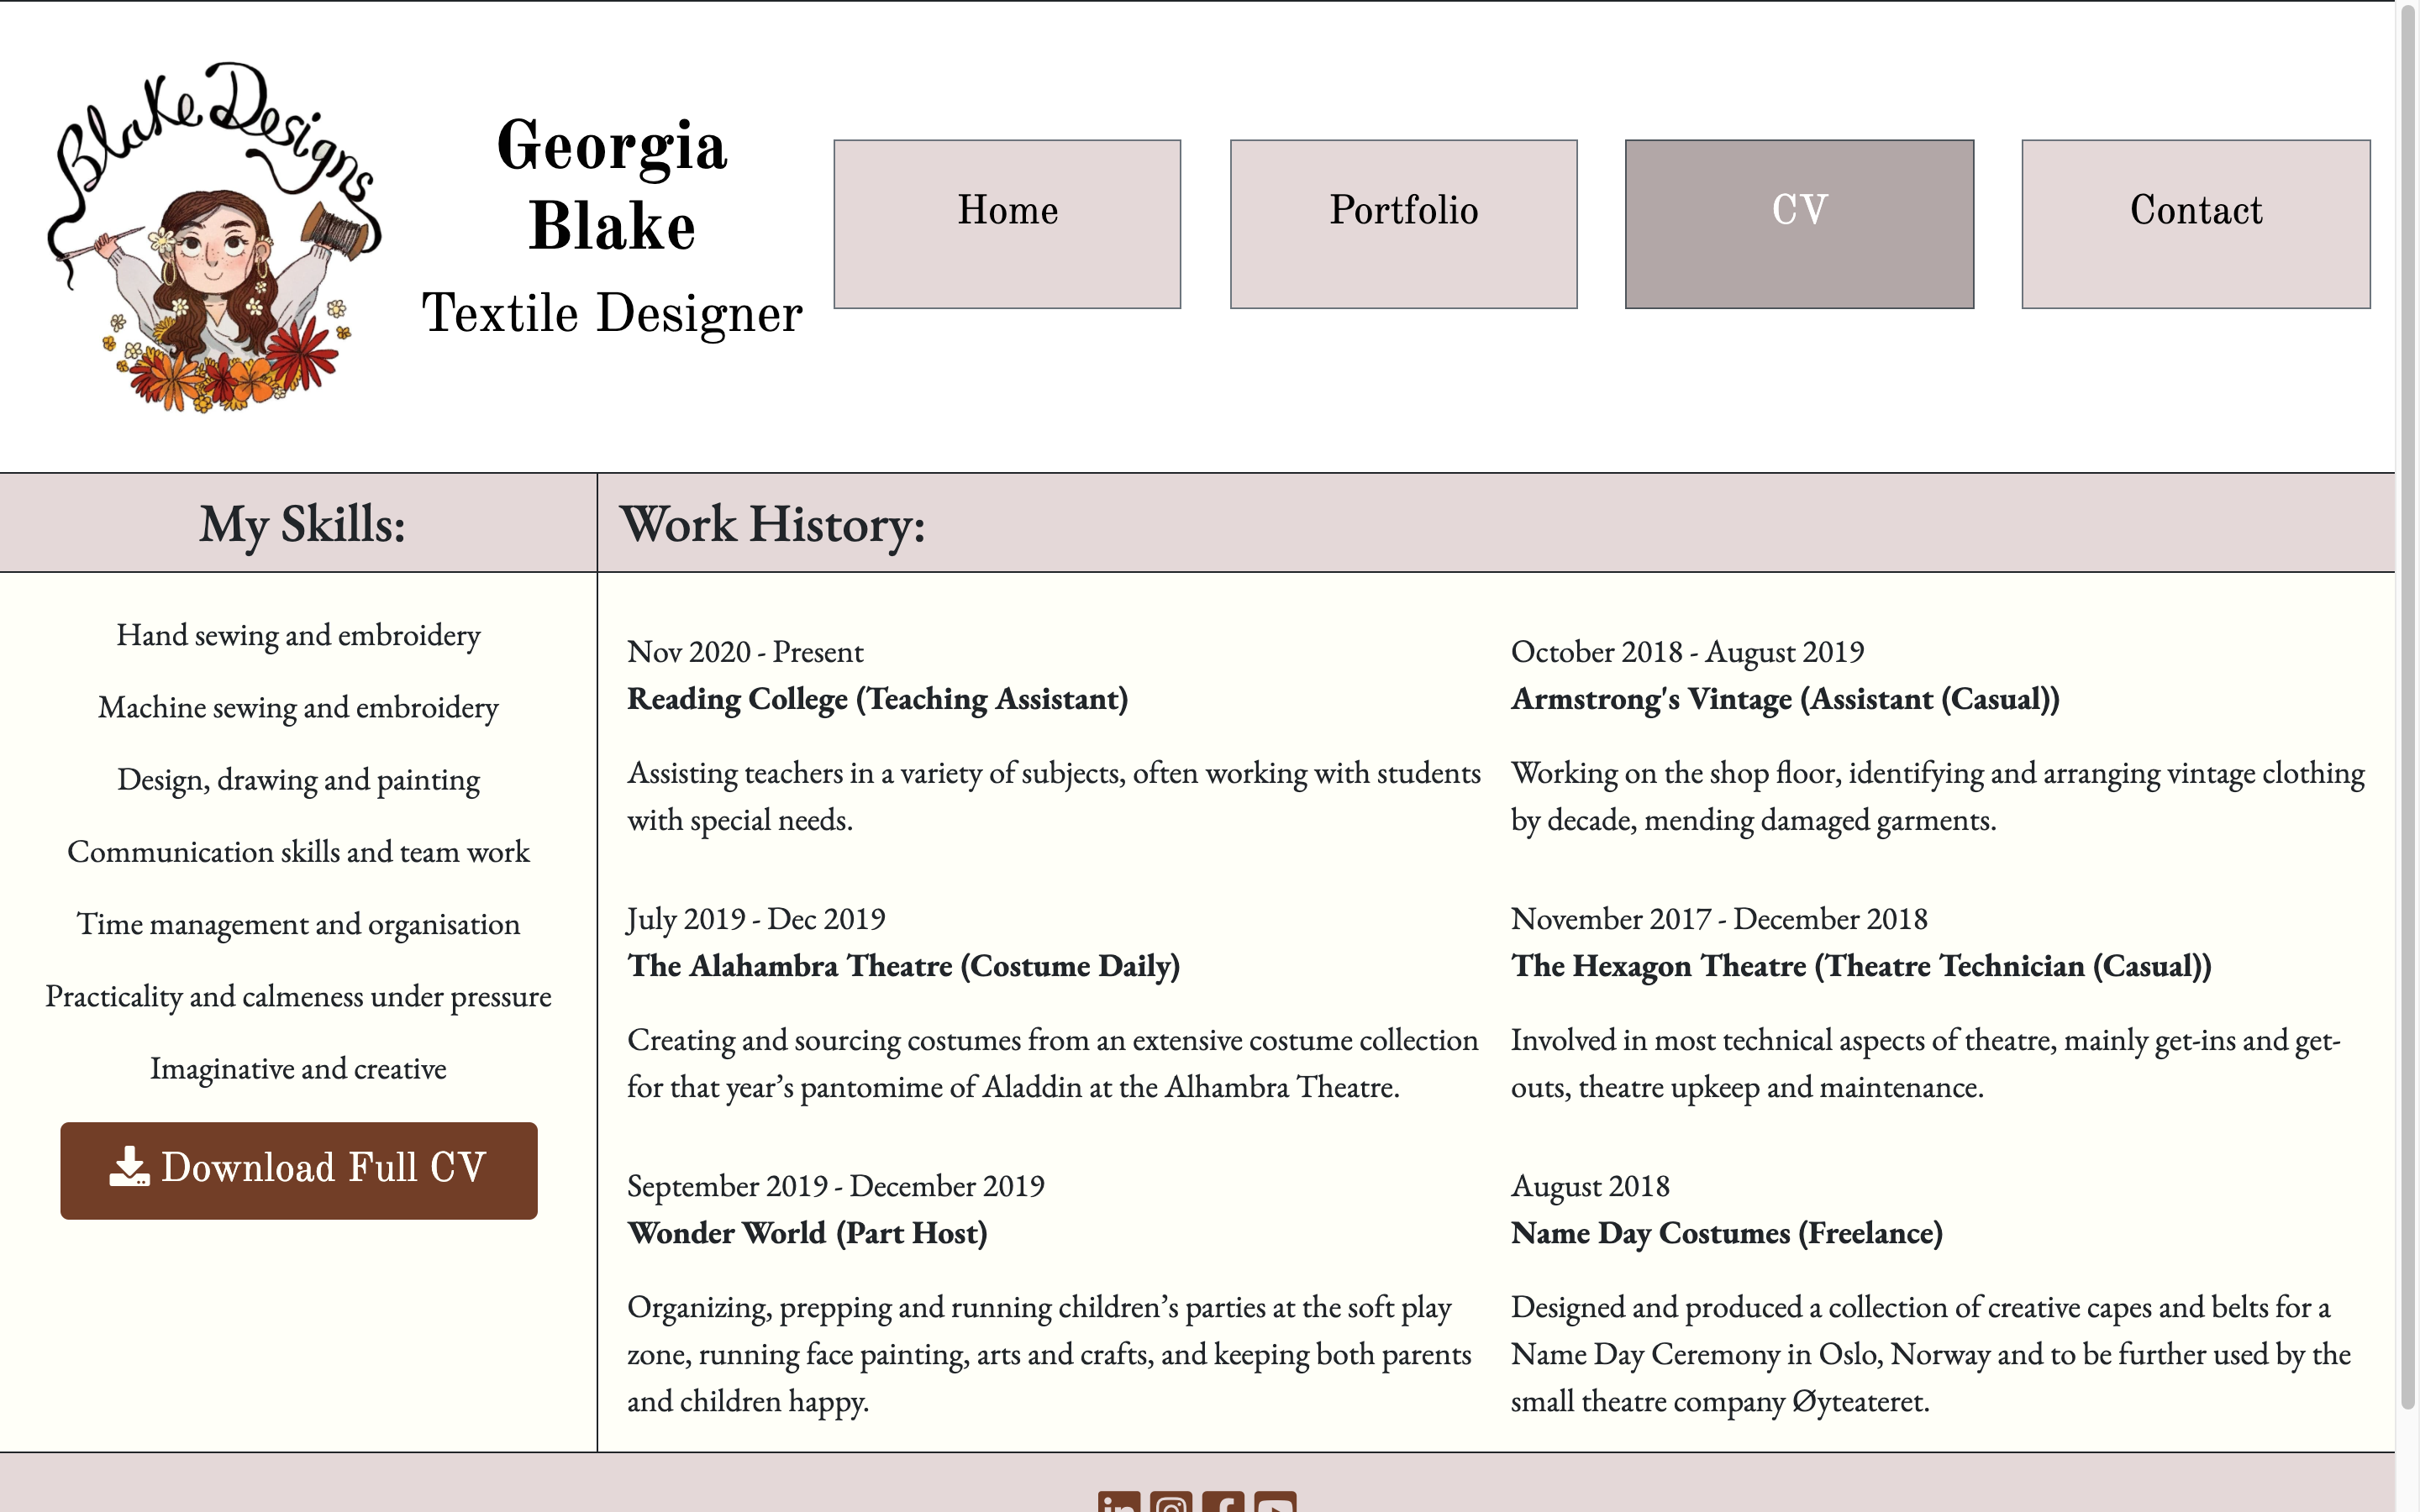 Blake Designs
Georgia
Blake
Textile Designer
Home
Portfolio
CV
Contact
My Skills:
Hand sewing and embroidery
Machine sewing and embroidery
Design, drawing and painting
Communication skills and team work
Time management and organisation
Practicality and calmeness under pressure
Imaginative and creative
Download Full CV
Work History:
Nov 2020 - Present
Reading College (Teaching Assistant)
Assisting teachers in a variety of subjects, often working with students
with special needs.
July 2019 - Dec 2019
The Alahambra Theatre (Costume Daily)
Creating and sourcing costumes from an extensive costume collection
for that year’s pantomime of Aladdin at the Alhambra Theatre.
September 2019 - December 2019
Wonder World (Part Host)
Organizing, prepping and running children’s parties at the soft play
zone, running face painting, arts and crafts, and keeping both parents
and children happy.
October 2018 - August 2019
Armstrong's Vintage (Assistant (Casual))
Working on the shop floor, identifying and arranging vintage clothing
by decade, mending damaged garments.
November 2017 - December 2018
The Hexagon Theatre (Theatre Technician (Casual))
Involved in most technical aspects of theatre, mainly get-ins and get-
outs, theatre upkeep and maintenance.
August 2018
Name Day Costumes (Freelance)
Designed and produced a collection of creative capes and belts for a
Name Day Ceremony in Oslo, Norway and to be further used by the
small theatre company Øyteateret.